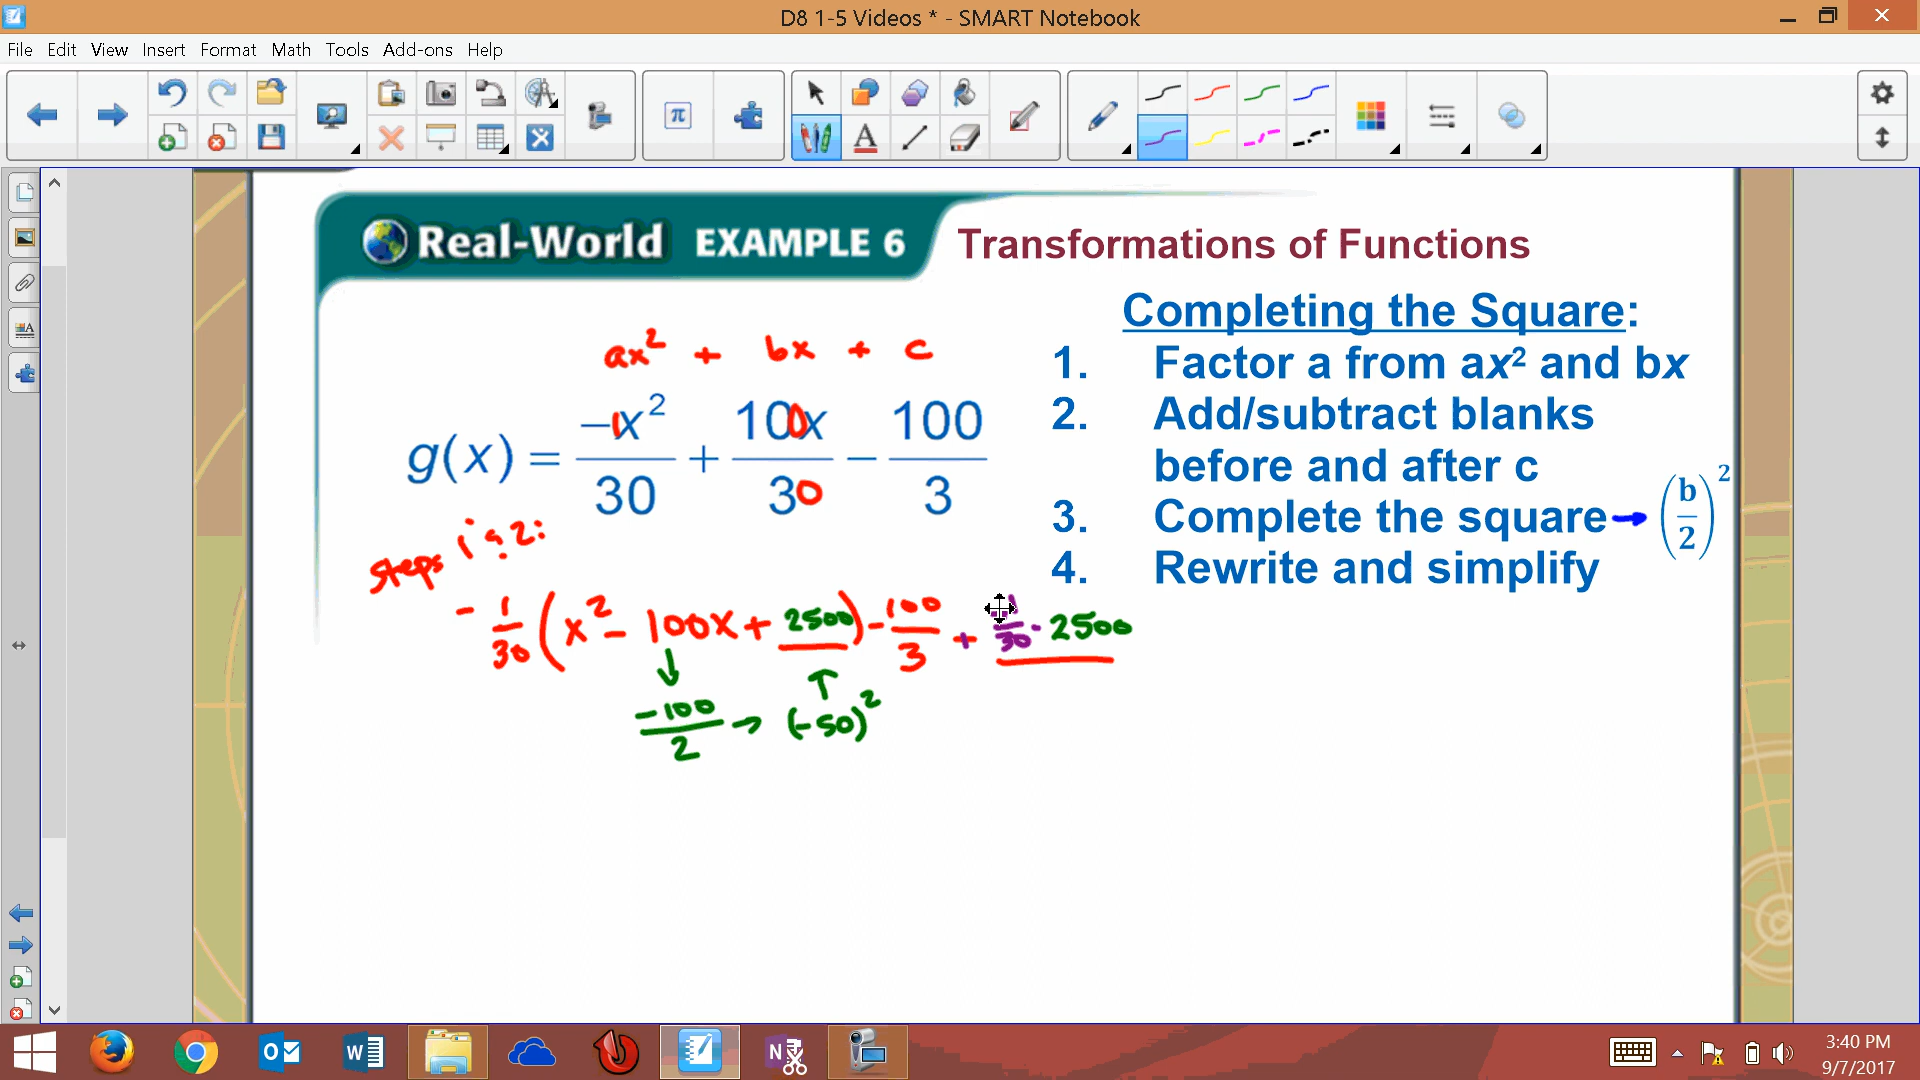 D8 1-5 Videos * - SMART Notebook
File Edit View Insert Format Math Tools Add-ons Help
Real-World EXAMPLE 6 Transformations of Functions
Completing the Square:
1. Factor a from ax² and bx
2. Add/subtract blanks
before and after c
3. Complete the square → (b/2)²
4. Rewrite and simplify
ax² + bx + c
g(x) = -1x²/30 + 100x/30 - 100/3
steps 1 & 2:
- 1/30 (x² - 100x + 2500) - 100/3 + 1/30 · 2500
-100/2 → (-50)²
3:40 PM
9/7/2017